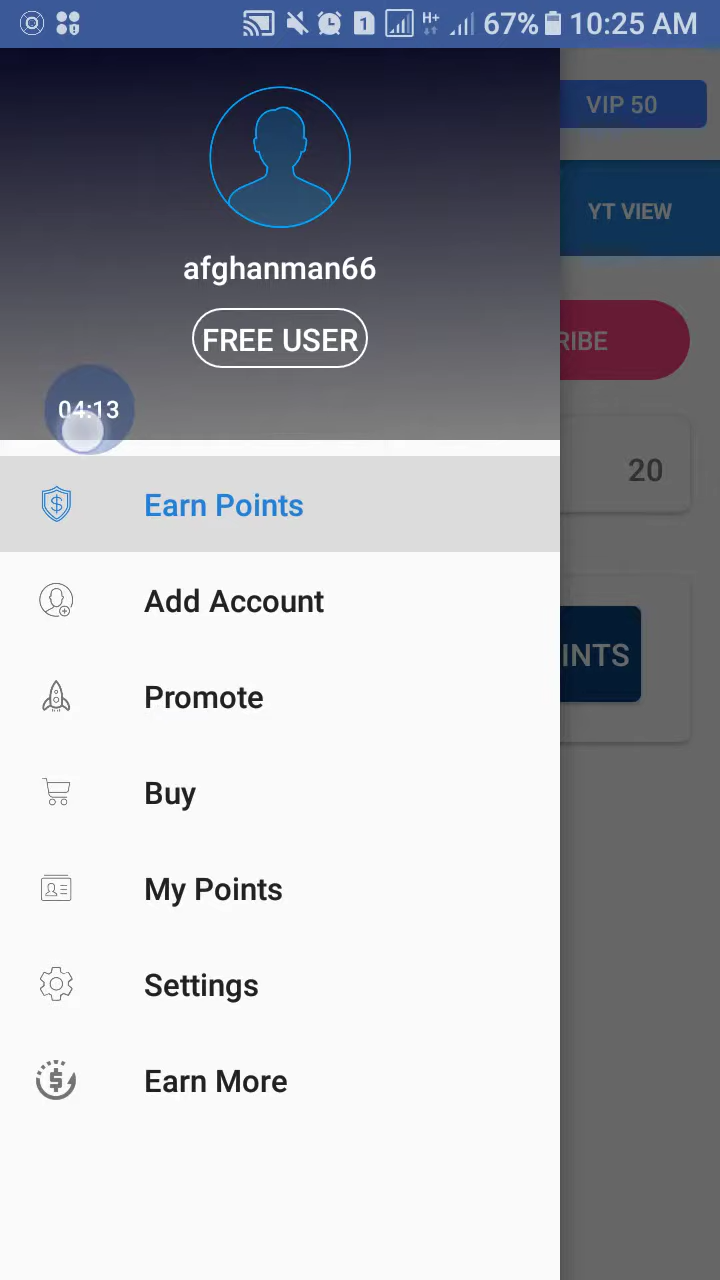 1 H+ 67% 10:25 AM
VIP 50
YT VIEW
afghanman66
FREE USER
RIBE
04:13
20
Earn Points
Add Account
INTS
Promote
Buy
My Points
Settings
Earn More